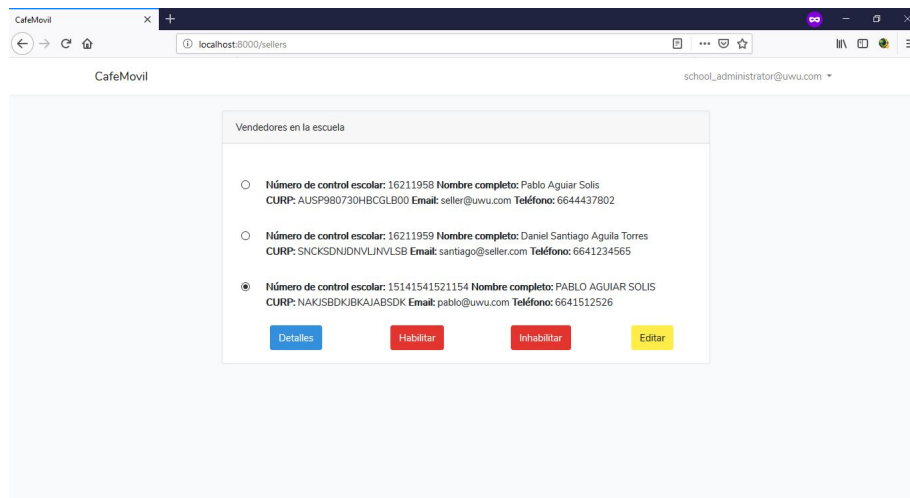 CafeMovil
localhost:8000/sellers
CafeMovil
school_administrator@uwu.com
Vendedores en la escuela
Número de control escolar: 16211958 Nombre completo: Pablo Aguiar Solis
CURP: AUSP980730HBCGLB00 Email: seller@uwu.com Teléfono: 6644437802
Número de control escolar: 16211959 Nombre completo: Daniel Santiago Aguila Torres
CURP: SNCKSDNJDNVLJNVLSB Email: santiago@seller.com Teléfono: 6641234565
Número de control escolar: 15141541521154 Nombre completo: PABLO AGUIAR SOLIS
CURP: NAKJSBDKJBKAJABSDK Email: pablo@uwu.com Teléfono: 6641512526
Detalles Habilitar Inhabilitar Editar